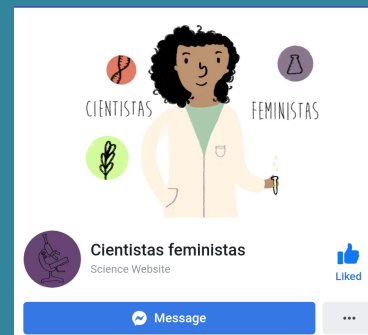 CIENTISTAS FEMINISTAS
Cientistas feministas
Science Website
Liked
Message